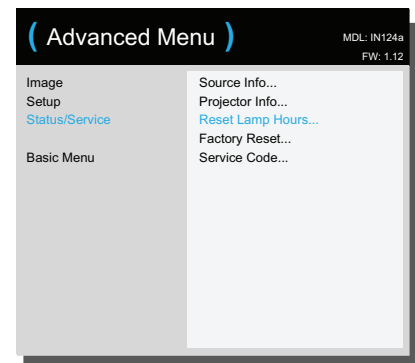 ( Advanced Menu )
MDL: IN124a
FW: 1.12
Image
Setup
Status/Service
Basic Menu
Source Info...
Projector Info...
Reset Lamp Hours...
Factory Reset...
Service Code...